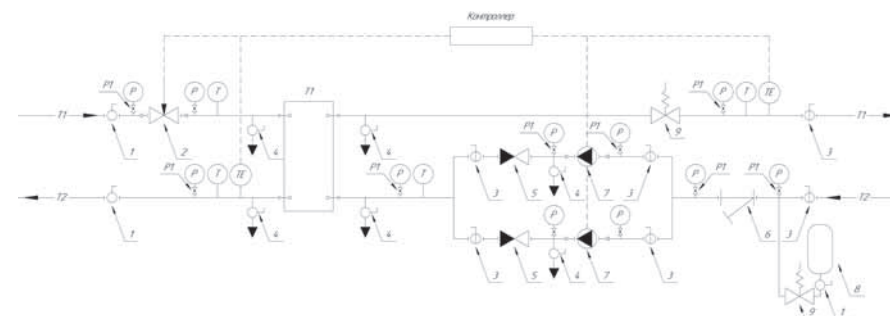 Контроллер
P1 P P T T1 P1 P T TE
T1 T1
1 2 4 4 9 3
P1 P1
P P
P1 P T TE P1 P T 3 5 4 7 3 P P1 P1 P
T2 T2
1 4 4 P P 6 3
3 5 4 7 3 8
9 1